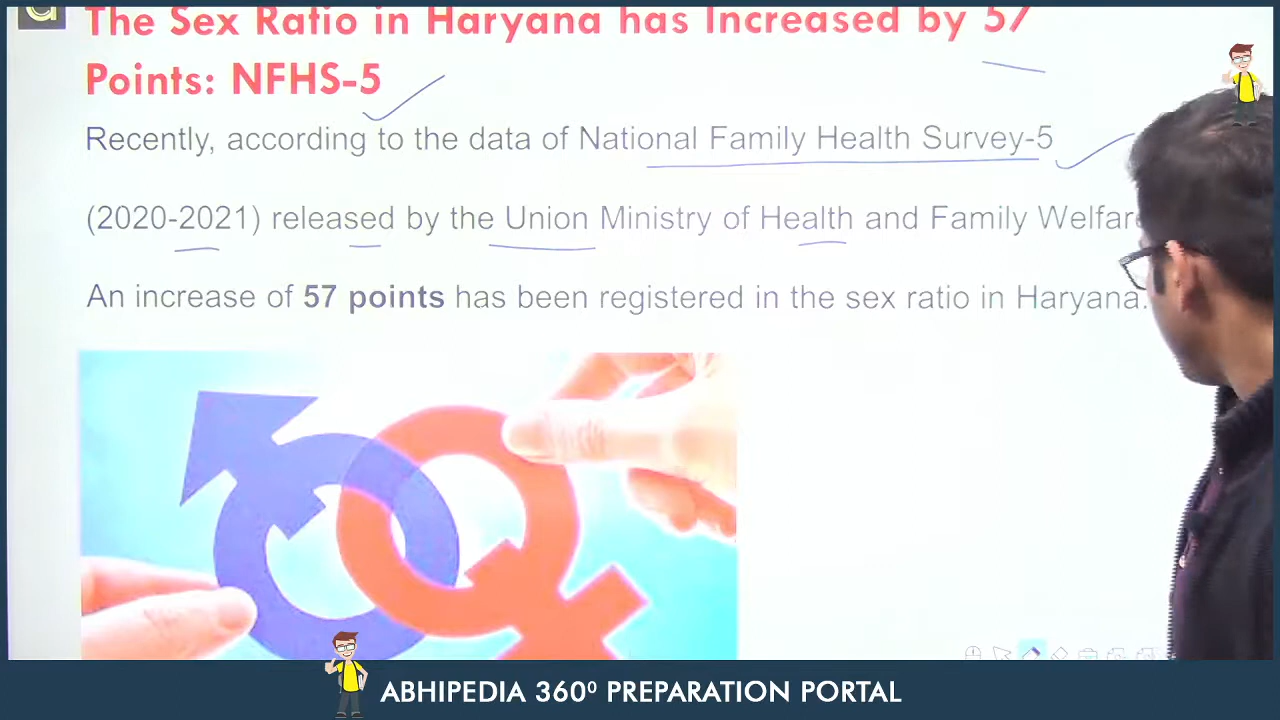 The Sex Ratio in Haryana has Increased by 57
Points: NFHS-5
Recently, according to the data of National Family Health Survey-5
(2020-2021) released by the Union Ministry of Health and Family Welfare
An increase of 57 points has been registered in the sex ratio in Haryana.
ABHIPEDIA 360⁰ PREPARATION PORTAL